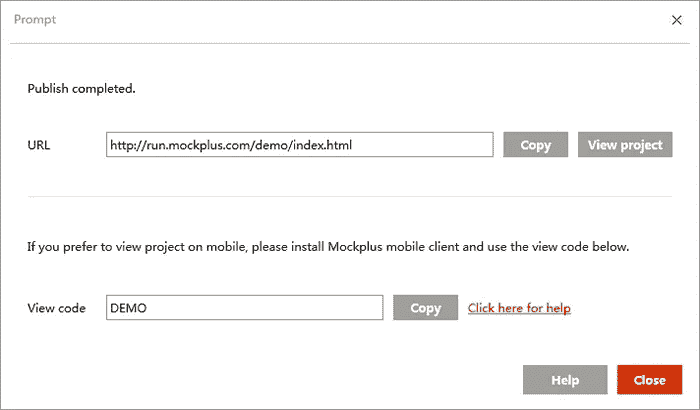 Prompt
Publish completed.
URL http://run.mockplus.com/demo/index.html Copy View project
If you prefer to view project on mobile, please install Mockplus mobile client and use the view code below.
View code DEMO Copy Click here for help
Help Close